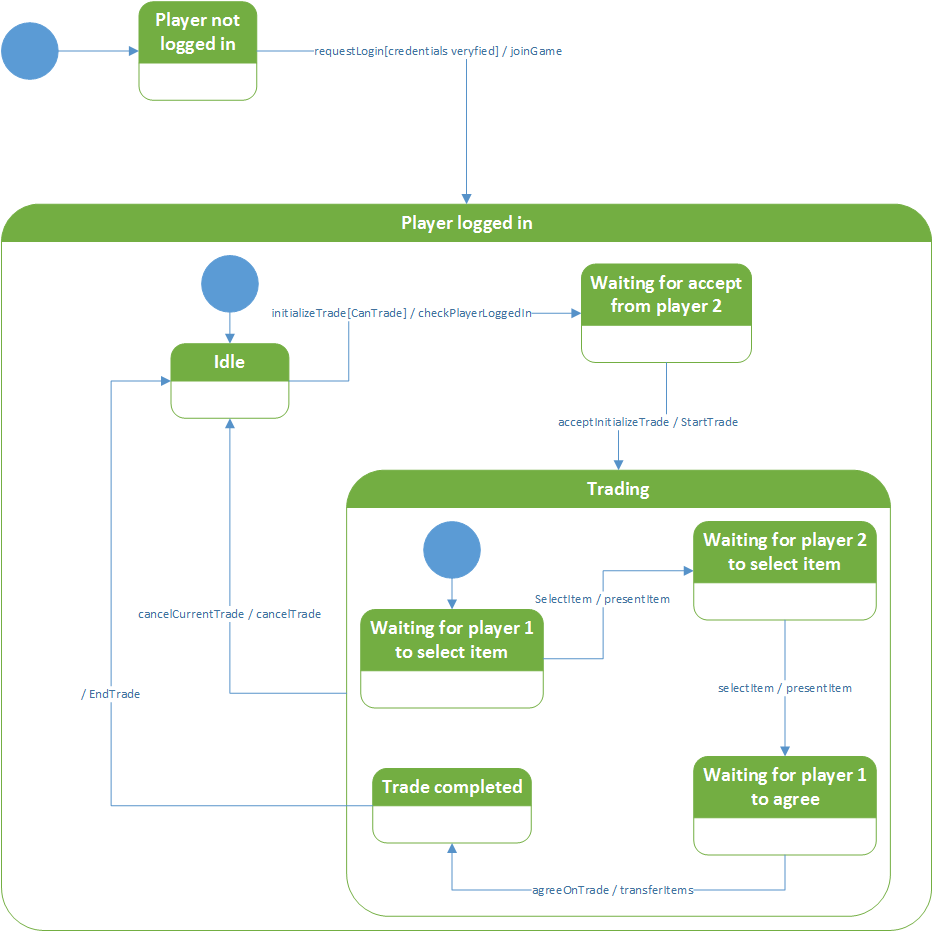 Player not
logged in
requestLogin[credentials veryfied] / joinGame
Player logged in
Waiting for accept
from player 2
initializeTrade[CanTrade] / checkPlayerLoggedIn
Idle
acceptInitializeTrade / StartTrade
Trading
Waiting for player 2
to select item
SelectItem / presentItem
cancelCurrentTrade / cancelTrade
Waiting for player 1
to select item
/ EndTrade
selectItem / presentItem
Trade completed
Waiting for player 1
to agree
agreeOnTrade / transferItems